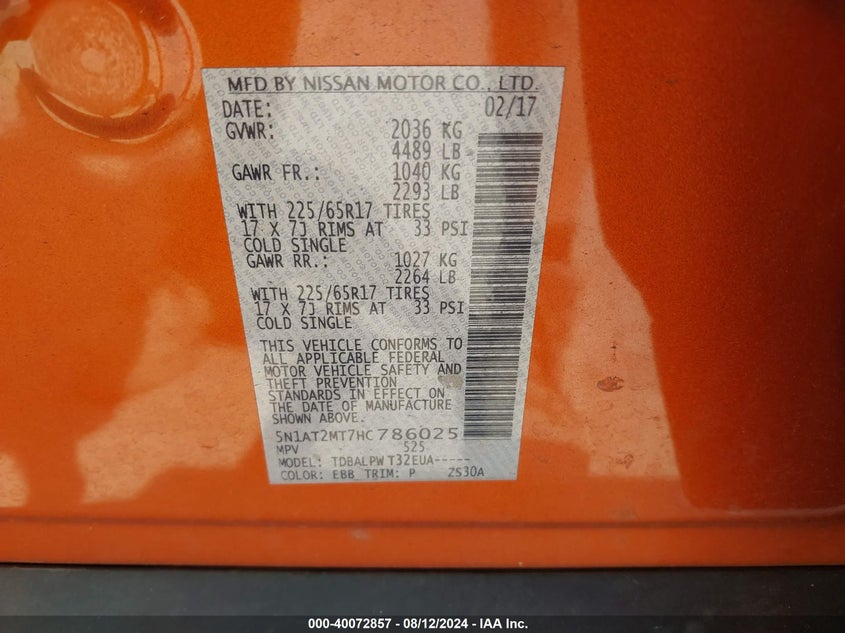 MFD BY NISSAN MOTOR CO., LTD.
DATE: 02/17
GVWR: 2036 KG
4489 LB
GAWR FR.: 1040 KG
2293 LB
WITH 225/65R17 TIRES
17 X 7J RIMS AT 33 PSI
COLD SINGLE
GAWR RR.: 1027 KG
2264 LB
WITH 225/65R17 TIRES
17 X 7J RIMS AT 33 PSI
COLD SINGLE
THIS VEHICLE CONFORMS TO
ALL APPLICABLE FEDERAL
MOTOR VEHICLE SAFETY AND
THEFT PREVENTION
STANDARDS IN EFFECT ON
THE DATE OF MANUFACTURE
SHOWN ABOVE.
5N1AT2MT7HC786025
MPV 525
MODEL: TDBALPW T32EUA-----
COLOR: EBB TRIM: P ZS30A
000-40072857 - 08/12/2024 - IAA Inc.